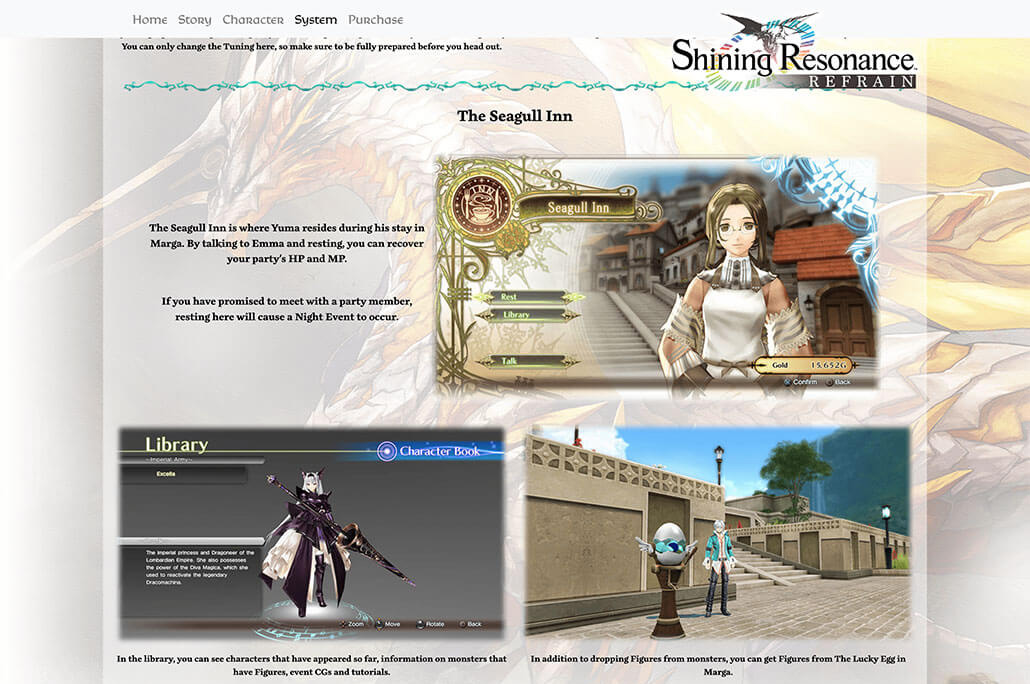 Home Story Character System Purchase
Shining Resonance
REFRAIN
You can only change the Tuning here, so make sure to be fully prepared before you head out.
The Seagull Inn
The Seagull Inn is where Yuma resides during his stay in
Marga. By talking to Emma and resting, you can recover
your party's HP and MP.
If you have promised to meet with a party member,
resting here will cause a Night Event to occur.
INN
Seagull Inn
Rest
Library
Talk
Gold 15,652G
Confirm Back
Library
Character Book
~Imperial Army~
Excella
The Imperial princess and Dragoneer of the
Lombardian Empire. She also possesses
the power of the Diva Magica, which she
used to reactivate the legendary
Dracomachina.
Zoom Move Rotate Back
In the library, you can see characters that have appeared so far, information on monsters that
have Figures, event CGs and tutorials.
In addition to dropping Figures from monsters, you can get Figures from The Lucky Egg in
Marga.